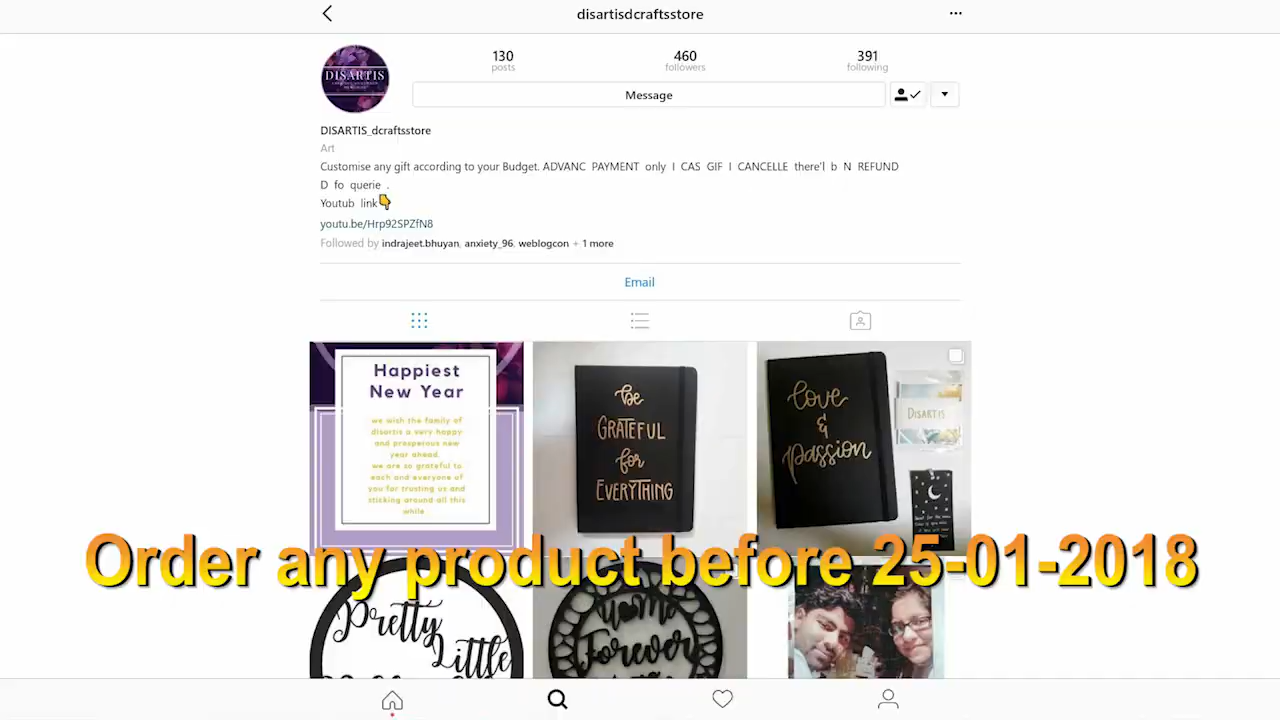 disartisdcraftsstore
130
posts
460
followers
391
following
Message
DISARTIS
DISARTIS_dcraftsstore
Art
Customise any gift according to your Budget. ADVANC PAYMENT only I CAS GIF I CANCELLE there'l b N REFUND
D fo querie .
Youtub link
youtu.be/Hrp92SPZfN8
Followed by indrajeet.bhuyan, anxiety_96, weblogcon + 1 more
Email
Happiest
New Year
we wish the family of
disartis a very happy
and prosperous new
year ahead.
we are so grateful to
each and everyone of
you for trusting us and
sticking around all this
while
be
GRATEFUL
for
EVERYTHING
love
&
passion
DISARTIS
Order any product before 25-01-2018
Pretty
Little
Forever